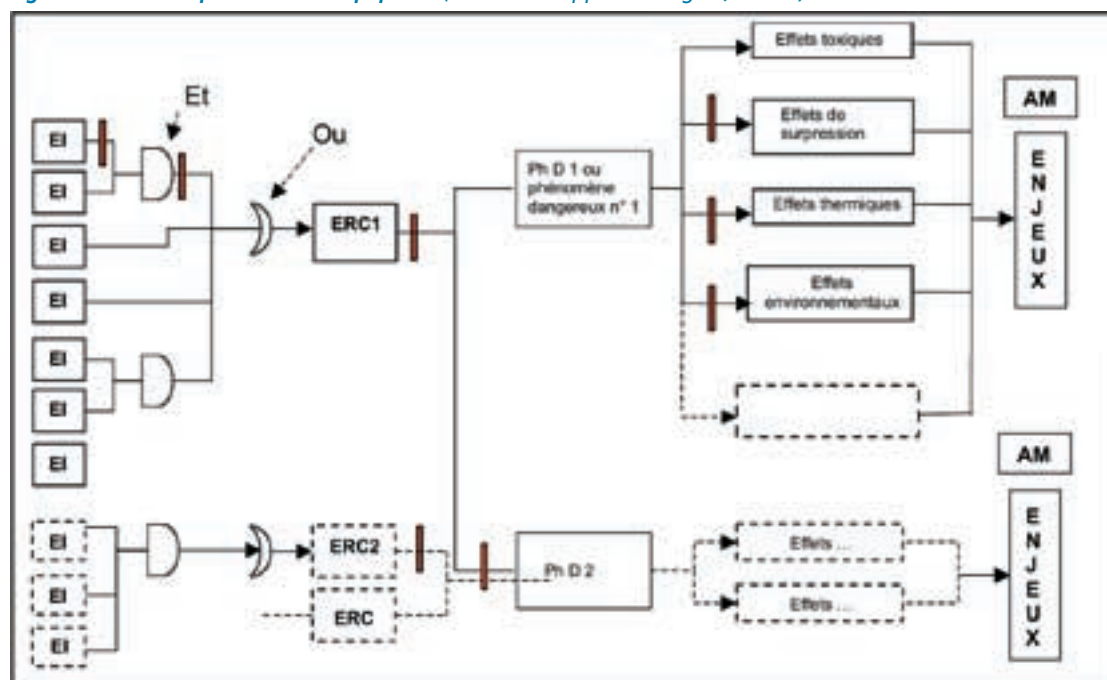 Et
Ou
EI
EI
EI
EI
EI
EI
EI
ERC1
Ph D 1 ou
phénomène
dangereux n° 1
Effets toxiques
Effets de
surpression
Effets thermiques
Effets
environnementaux
AM
E
N
J
E
U
X
EI
EI
EI
ERC2
ERC
Ph D 2
Effets ...
Effets ...
AM
E
N
J
E
U
X